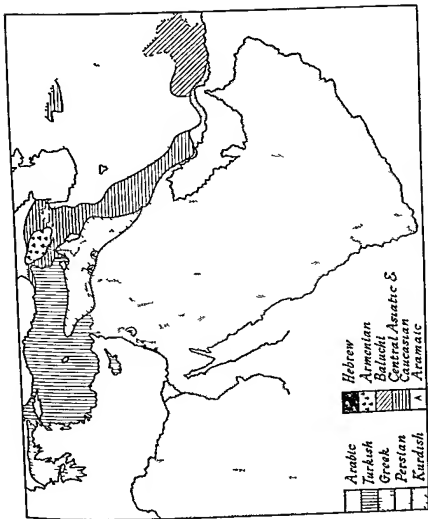 Arabic
Turkish
Greek
Persian
Kurdish
Hebrew
Armenian
Baluchi
Central Asiatic &
Caucasian
Aramaic